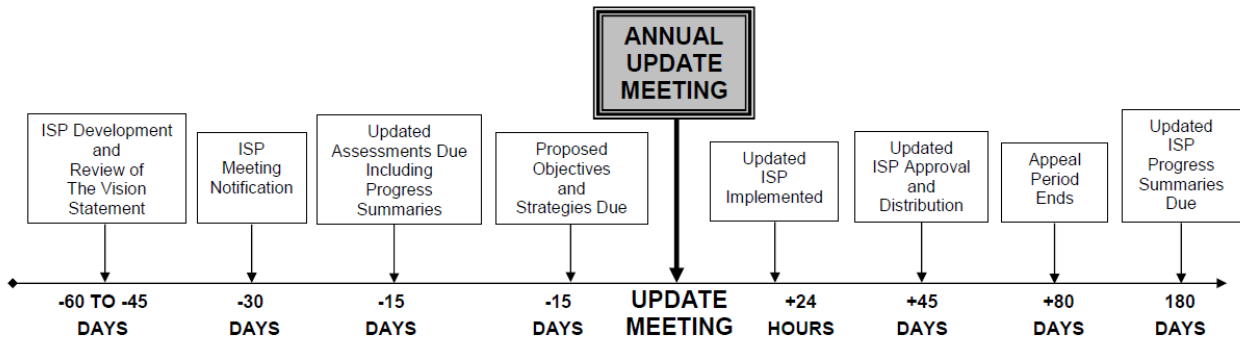 ANNUAL
UPDATE
MEETING
ISP Development
and
Review of
The Vision
Statement
ISP
Meeting
Notification
Updated
Assessments Due
Including
Progress
Summaries
Proposed
Objectives
and
Strategies Due
Updated
ISP
Implemented
Updated
ISP Approval
and
Distribution
Appeal
Period
Ends
Updated
ISP
Progress
Summaries
Due
-60 TO -45
DAYS
-30
DAYS
-15
DAYS
-15
DAYS
UPDATE
MEETING
+24
HOURS
+45
DAYS
+80
DAYS
180
DAYS